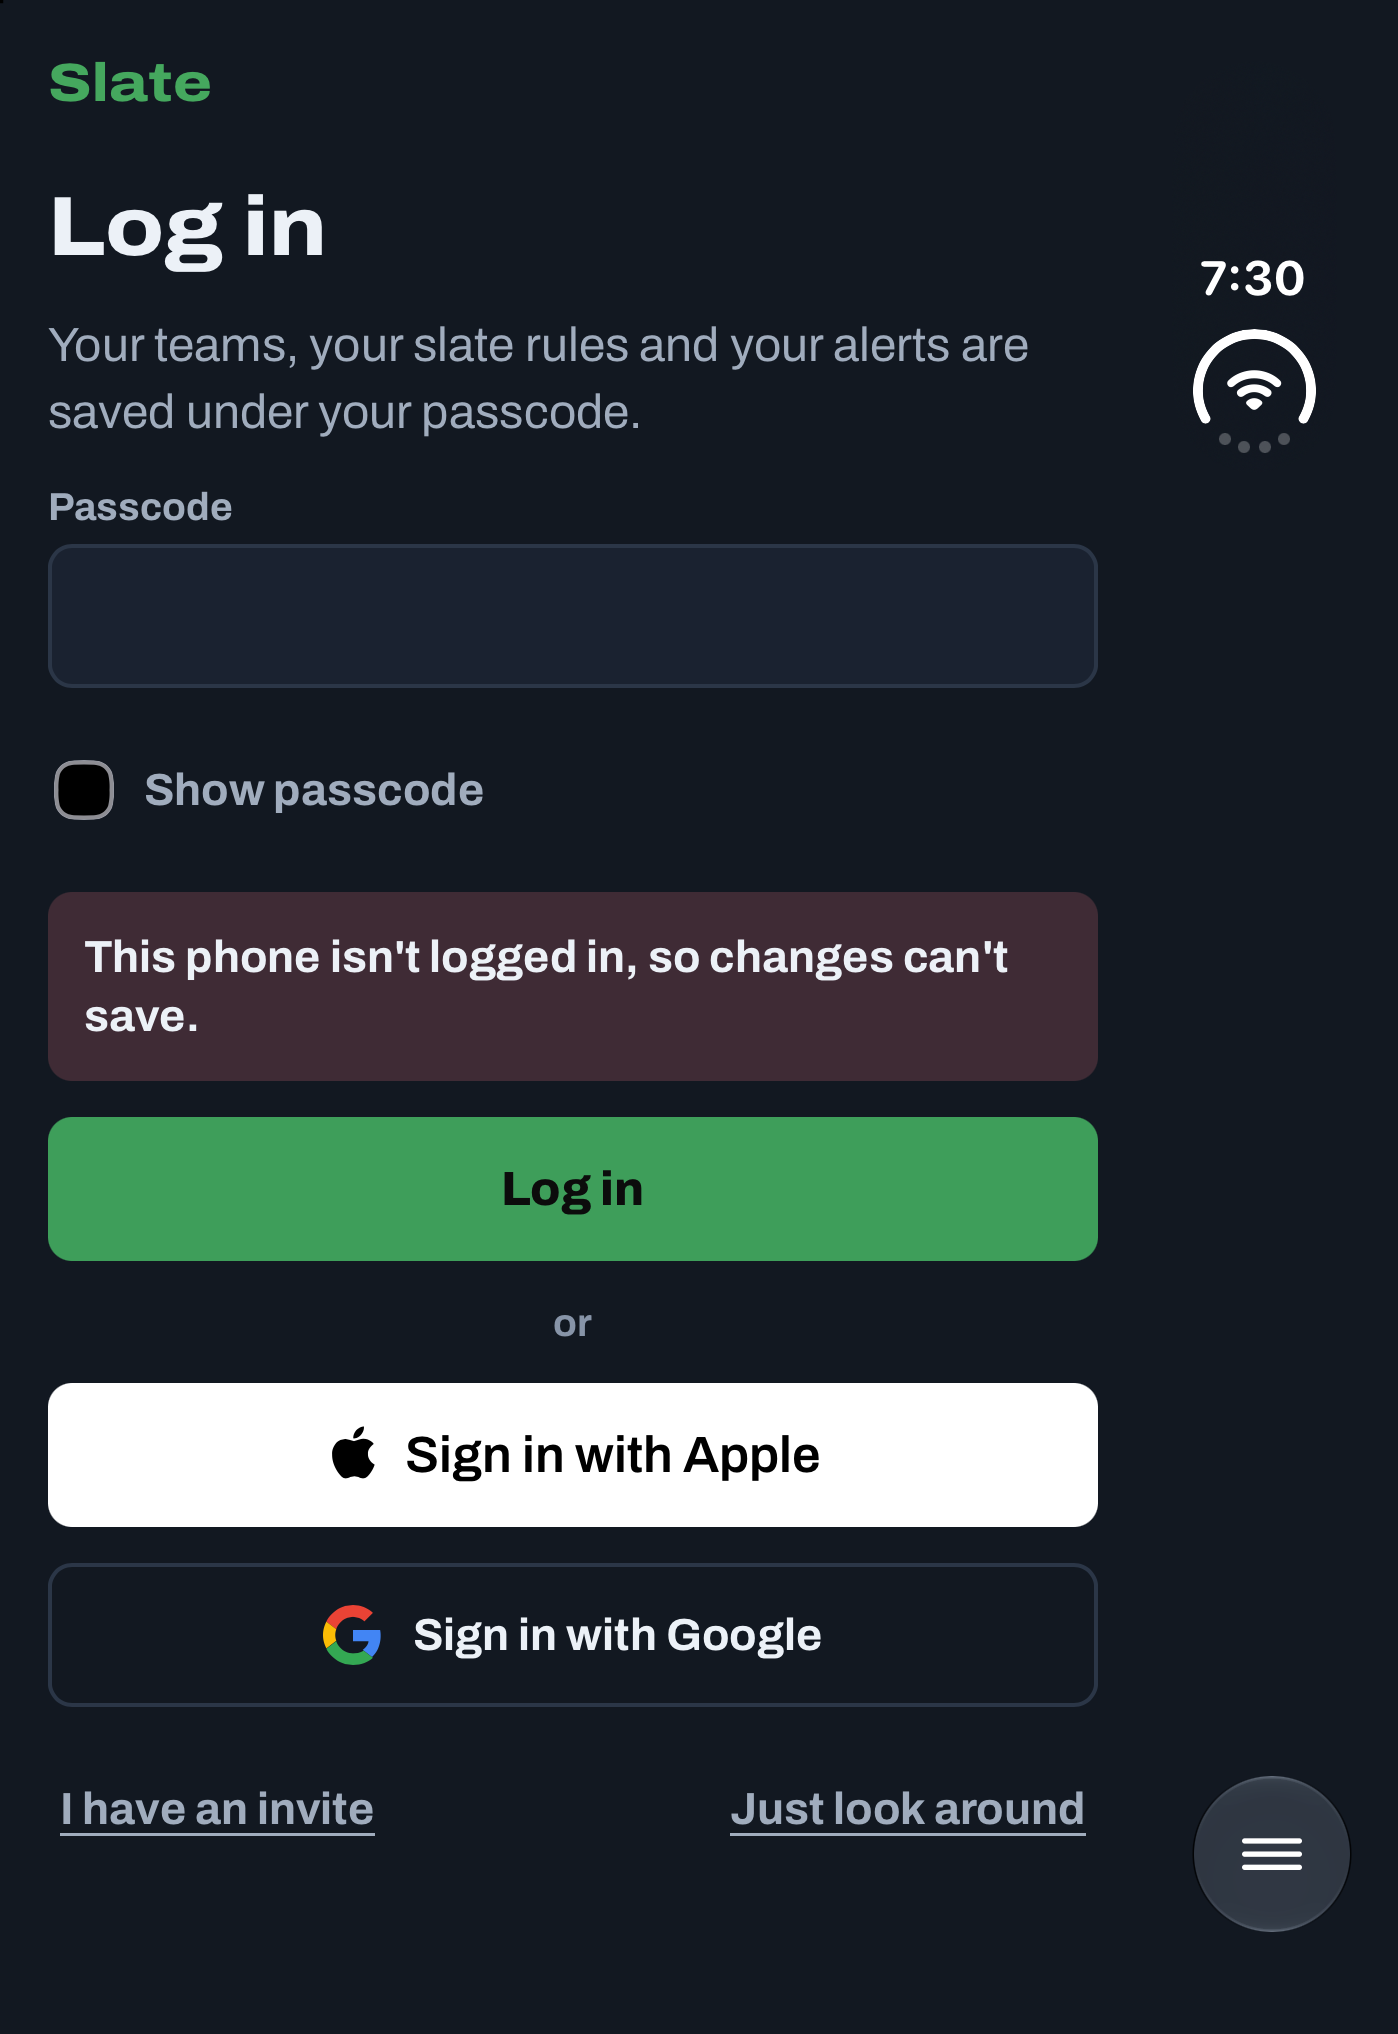 Slate
Log in
7:30
Your teams, your slate rules and your alerts are
saved under your passcode.
Passcode
Show passcode
This phone isn't logged in, so changes can't
save.
Log in
or
Sign in with Apple
Sign in with Google
I have an invite
Just look around